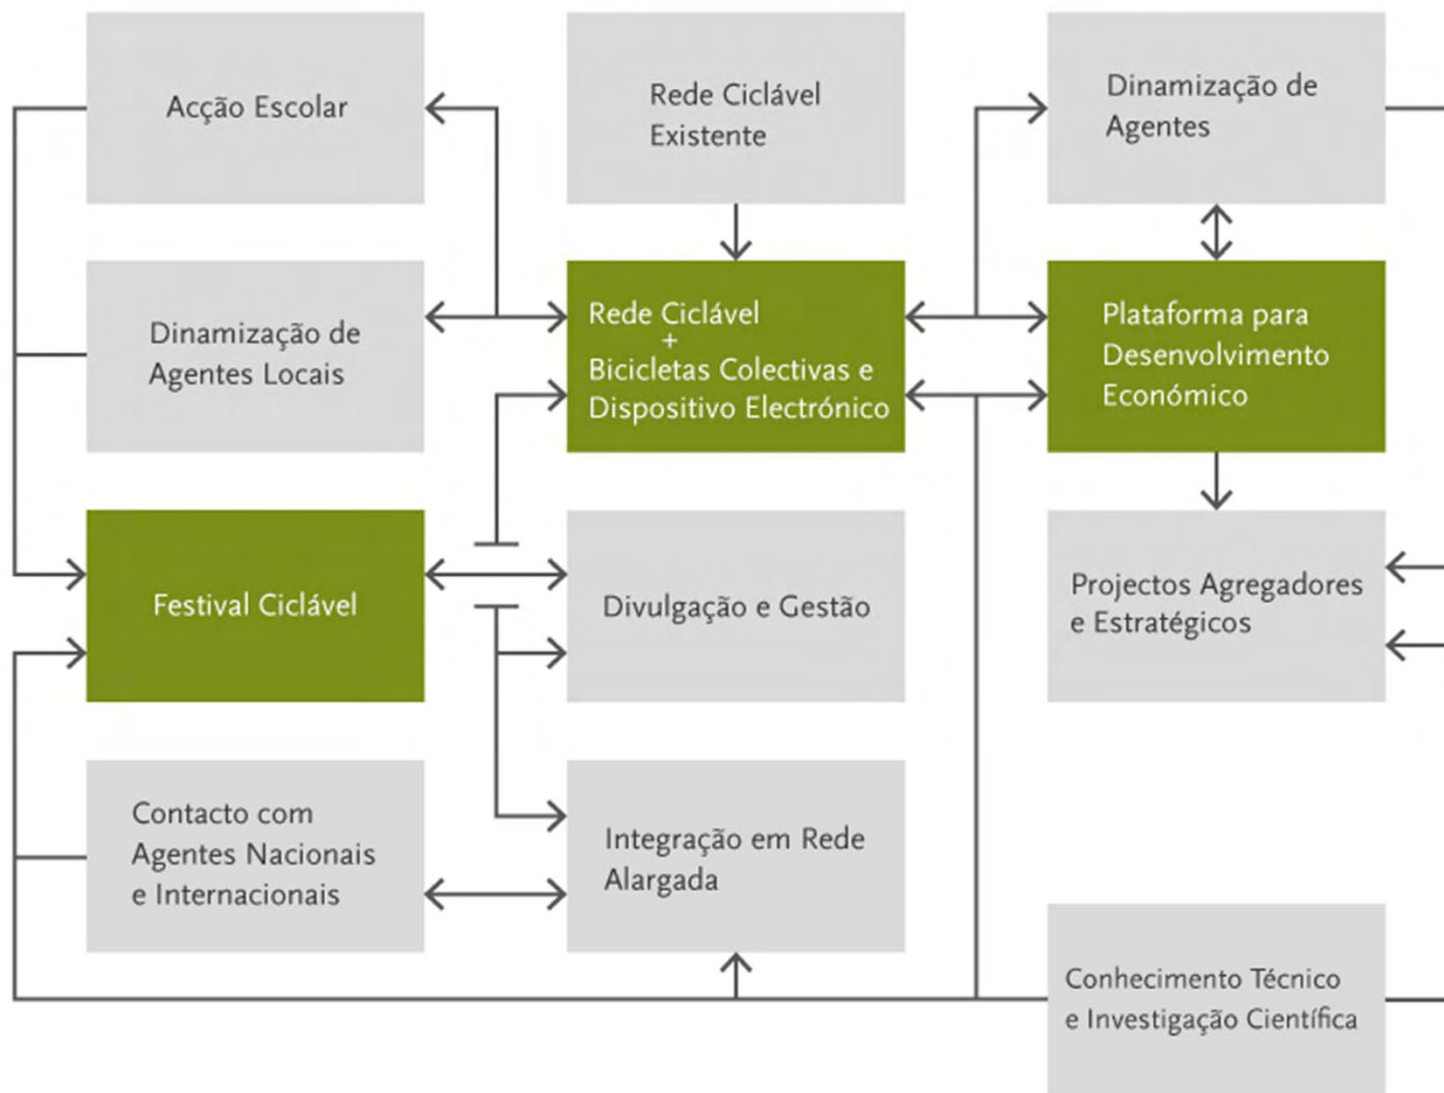 Acção Escolar
Rede Ciclável
Existente
Dinamização de
Agentes
Dinamização de
Agentes Locais
Rede Ciclável
+
Bicicletas Colectivas e
Dispositivo Electrónico
Plataforma para
Desenvolvimento
Económico
Festival Ciclável
Divulgação e Gestão
Projectos Agregadores
e Estratégicos
Contacto com
Agentes Nacionais
e Internacionais
Integração em Rede
Alargada
Conhecimento Técnico
e Investigação Científica